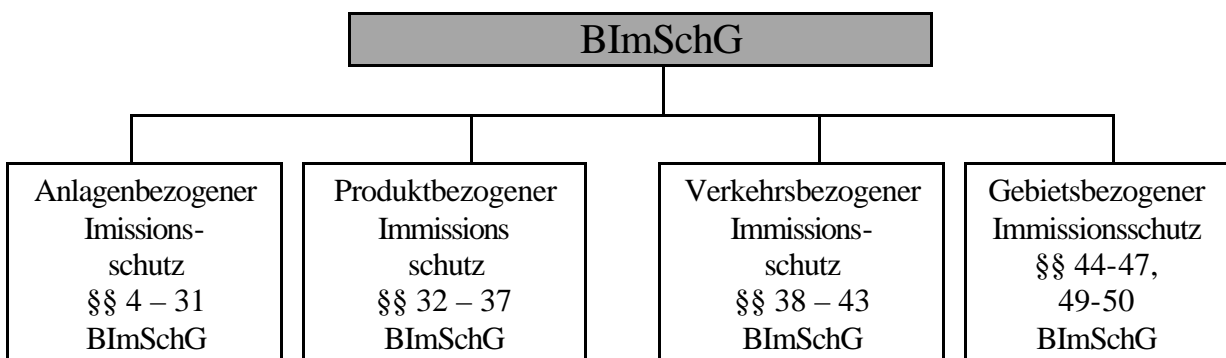 BImSchG
Anlagenbezogener
Imissions-
schutz
§§ 4 – 31
BImSchG
Produktbezogener
Immissions
schutz
§§ 32 – 37
BImSchG
Verkehrsbezogener
Immissions-
schutz
§§ 38 – 43
BImSchG
Gebietsbezogener
Immissionsschutz
§§ 44-47,
49-50
BImSchG